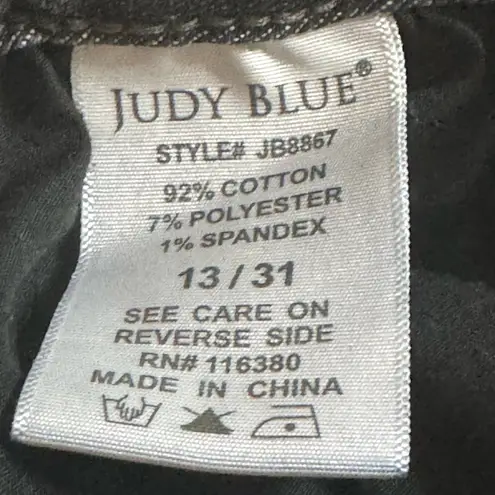 JUDY BLUE®
STYLE# JB8867
92% COTTON
7% POLYESTER
1% SPANDEX
13 / 31
SEE CARE ON
REVERSE SIDE
RN# 116380
MADE IN CHINA